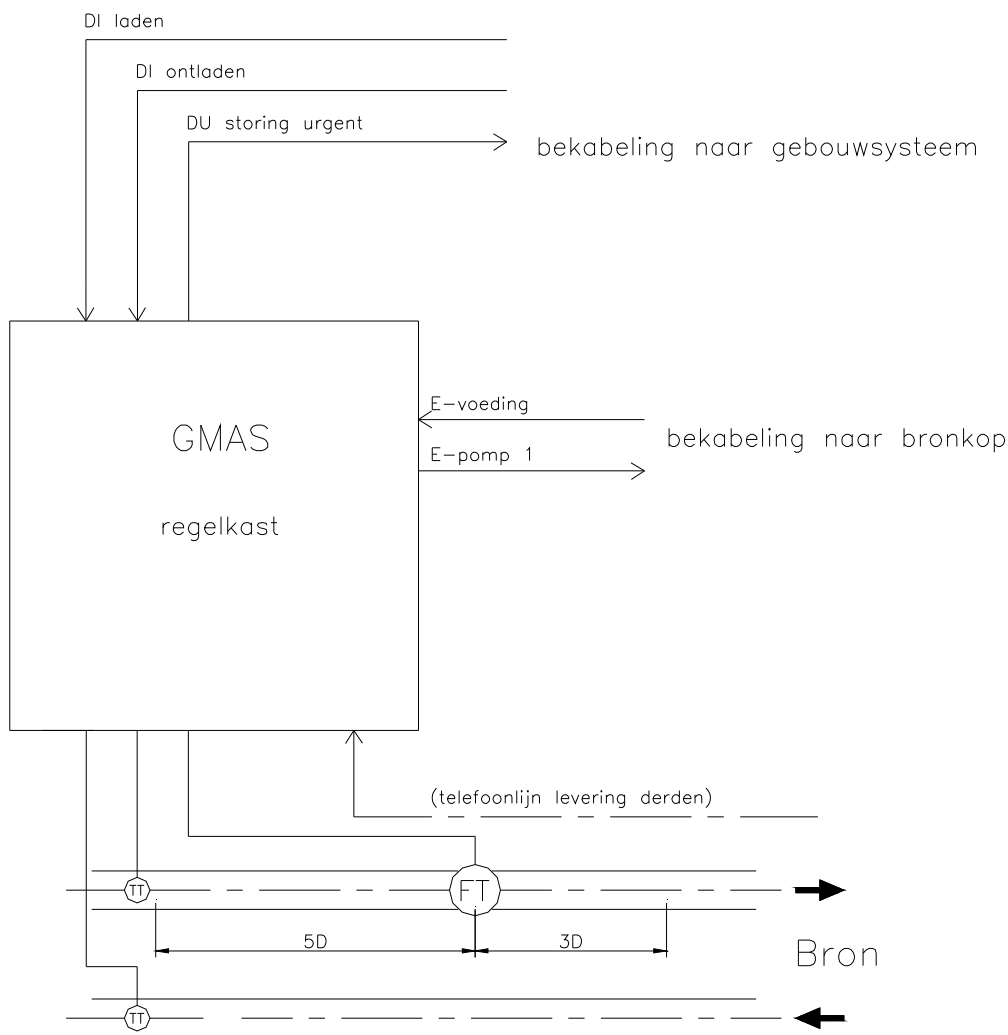 DI laden
DI ontladen
DU storing urgent
bekabeling naar gebouwsysteem
E-voeding
GMAS
bekabeling naar bronkop
E-pomp 1
regelkast
(telefoonlijn levering derden)
TT
FT
5D
3D
Bron
TT